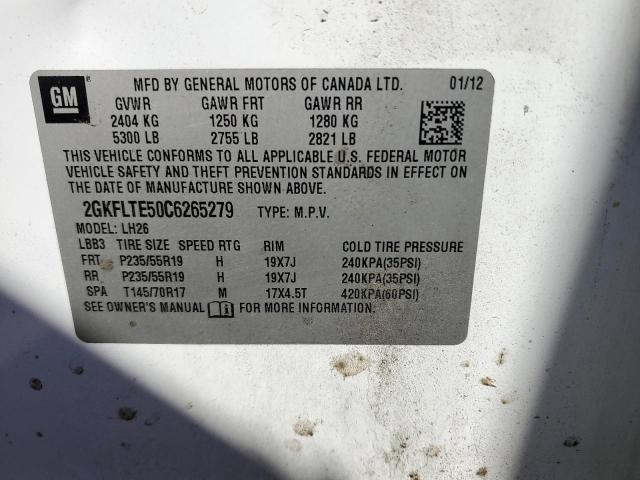 GM ®
MFD BY GENERAL MOTORS OF CANADA LTD. 01/12
GVWR GAWR FRT GAWR RR
2404 KG 1250 KG 1280 KG
5300 LB 2755 LB 2821 LB
THIS VEHICLE CONFORMS TO ALL APPLICABLE U.S. FEDERAL MOTOR
VEHICLE SAFETY AND THEFT PREVENTION STANDARDS IN EFFECT ON
THE DATE OF MANUFACTURE SHOWN ABOVE.
2GKFLTE50C6265279 TYPE: M.P.V.
MODEL: LH26
LBB3 TIRE SIZE SPEED RTG RIM COLD TIRE PRESSURE
FRT P235/55R19 H 19X7J 240KPA(35PSI)
RR P235/55R19 H 19X7J 240KPA(35PSI)
SPA T145/70R17 M 17X4.5T 420KPA(60PSI)
SEE OWNER'S MANUAL i FOR MORE INFORMATION.